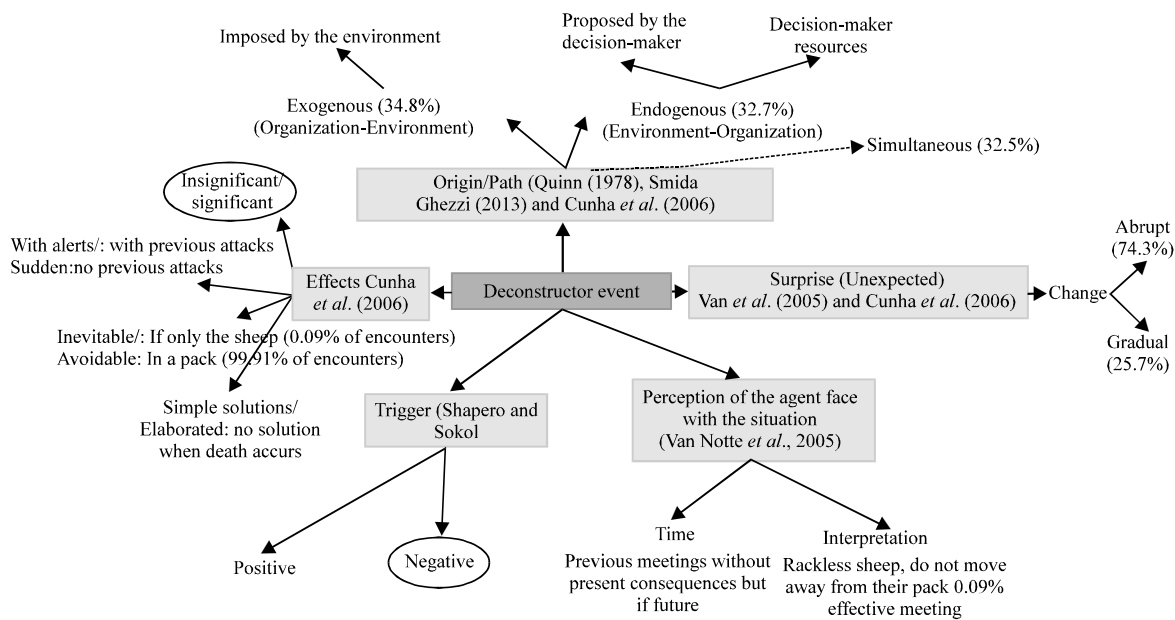 Imposed by the environment
Proposed by the
decision-maker
Decision-maker
resources
Exogenous (34.8%)
(Organization-Environment)
Endogenous (32.7%)
(Environment-Organization)
Simultaneous (32.5%)
Origin/Path (Quinn (1978), Smida
Ghezzi (2013) and Cunha et al. (2006)
Insignificant/
significant
With alerts/: with previous attacks
Sudden:no previous attacks
Effects Cunha
et al. (2006)
Deconstructor event
Surprise (Unexpected)
Van et al. (2005) and Cunha et al. (2006)
Change
Abrupt
(74.3%)
Gradual
(25.7%)
Inevitable/: If only the sheep (0.09% of encounters)
Avoidable: In a pack (99.91% of encounters)
Simple solutions/
Elaborated: no solution
when death accurs
Trigger (Shapero and
Sokol
Perception of the agent face
with the situation
(Van Notte et al., 2005)
Positive
Negative
Time
Previous meetings without
present consequences but
if future
Interpretation
Rackless sheep, do not move
away from their pack 0.09%
effective meeting